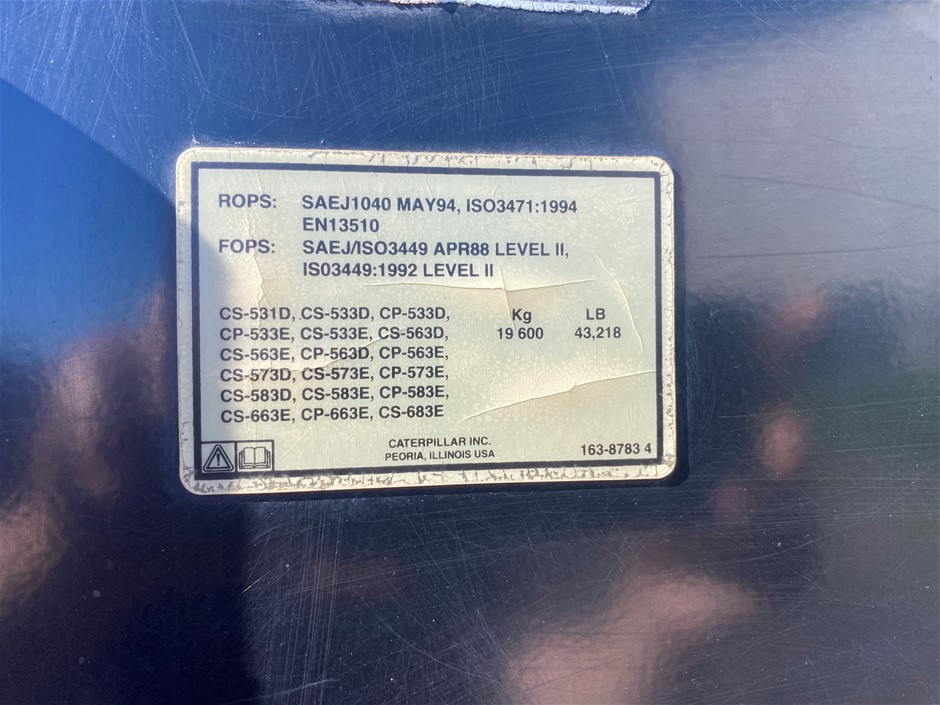 ROPS: SAEJ1040 MAY94, ISO3471:1994
EN13510
FOPS: SAEJ/ISO3449 APR88 LEVEL II,
IS03449:1992 LEVEL II
CS-531D, CS-533D, CP-533D, Kg LB
CP-533E, CS-533E, CS-563D, 19 600 43,218
CS-563E, CP-563D, CP-563E,
CS-573D, CS-573E, CP-573E,
CS-583D, CS-583E, CP-583E,
CS-663E, CP-663E, CS-683E
CATERPILLAR INC.
PEORIA, ILLINOIS USA
163-8783 4